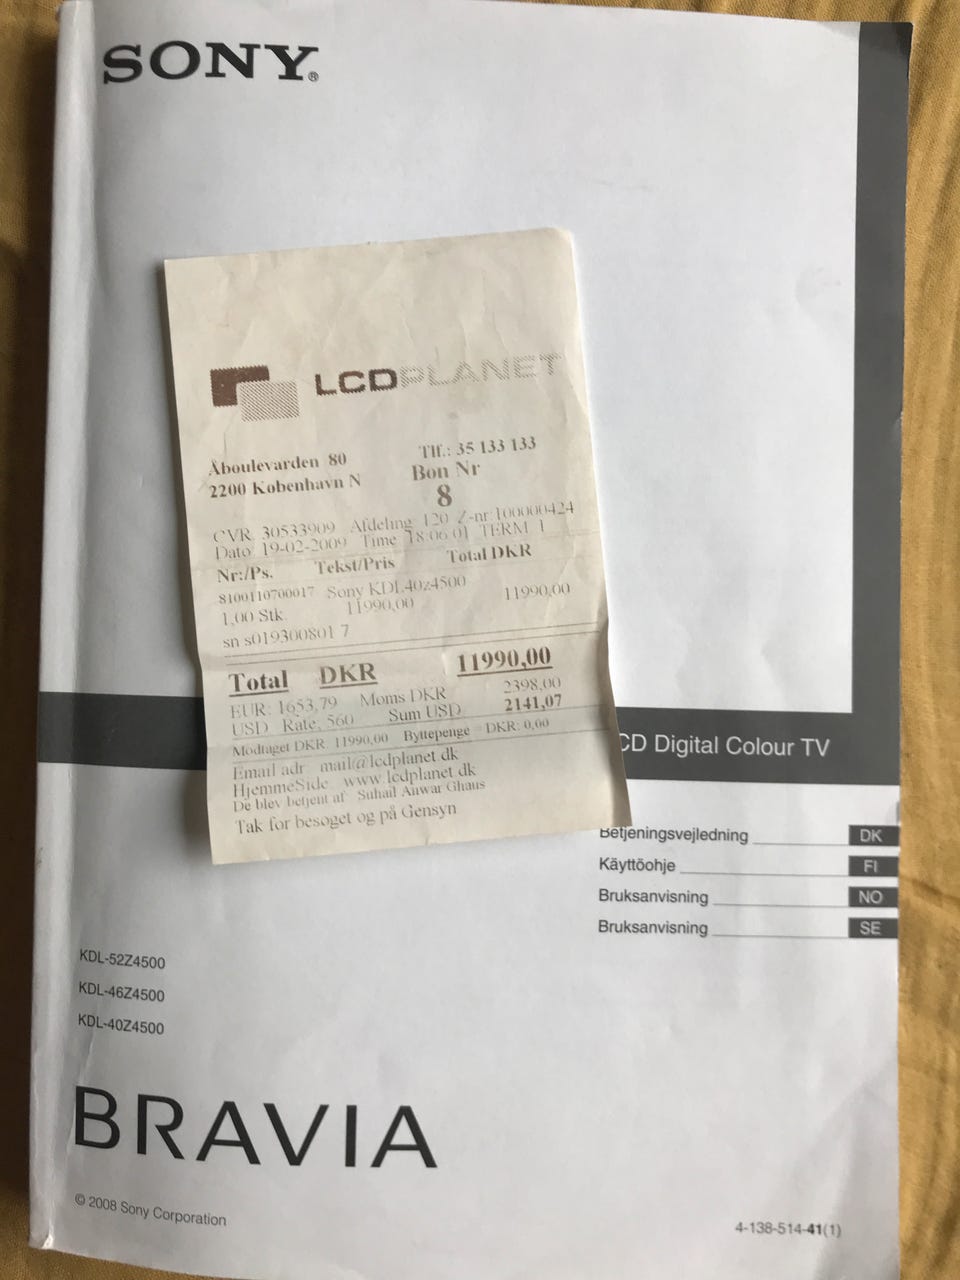 SONY®
LCDPLANET
Åboulevarden 80 Tlf.: 35 133 133
2200 Kobenhavn N Bon Nr
8
CVR 30533909 Afdeling 120 Z-nr 100000424
Dato 19-02-2009 Time 18:06:01 TERM 1
Nr:/Ps. Tekst/Pris Total DKR
8100110700017 Sony KDL40z4500
1,00 Stk 11990,00 11990,00
sn s019300801 7
Total DKR 11990,00
EUR: 1653,79 Moms DKR 2398,00
USD Rate, 560 Sum USD 2141,07
Modtaget DKR 11990,00 Byttepenge DKR: 0,00
Email adr mail@lcdplanet dk
HjemmeSide www lcdplanet dk
De blev betjent af Suhail Anwar Ghaus
Tak for besoget og på Gensyn
CD Digital Colour TV
Betjeningsvejledning DK
Käyttöohje FI
Bruksanvisning NO
Bruksanvisning SE
KDL-52Z4500
KDL-46Z4500
KDL-40Z4500
BRAVIA
© 2008 Sony Corporation
4-138-514-41(1)